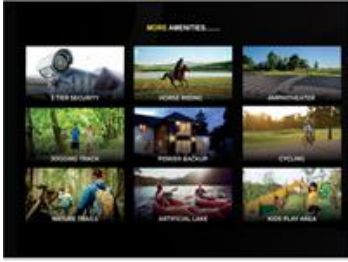 MORE AMENITIES......
3 TIER SECURITY
HORSE RIDING
AMPHITHEATER
JOGGING TRACK
POWER BACKUP
CYCLING
NATURE TRAILS
ARTIFICIAL LAKE
KIDS PLAY AREA